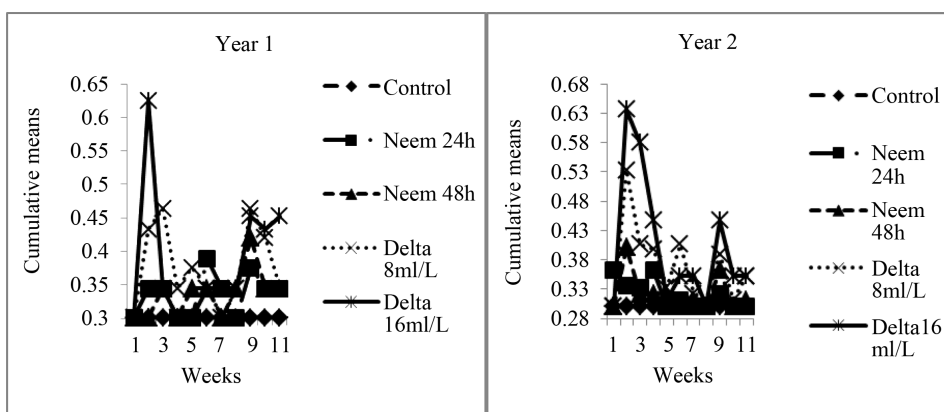 Year 1
Cumulative means
0.65
0.6
0.55
0.5
0.45
0.4
0.35
0.3
1 3 5 7 9 11
Weeks
Control
Neem 24h
Neem 48h
Delta
8ml/L
Delta
16ml/L
Year 2
Cumulative means
0.68
0.63
0.58
0.53
0.48
0.43
0.38
0.33
0.28
1 3 5 7 9 11
Weeks
Control
Neem
24h
Neem
48h
Delta
8ml/L
Delta16
ml/L